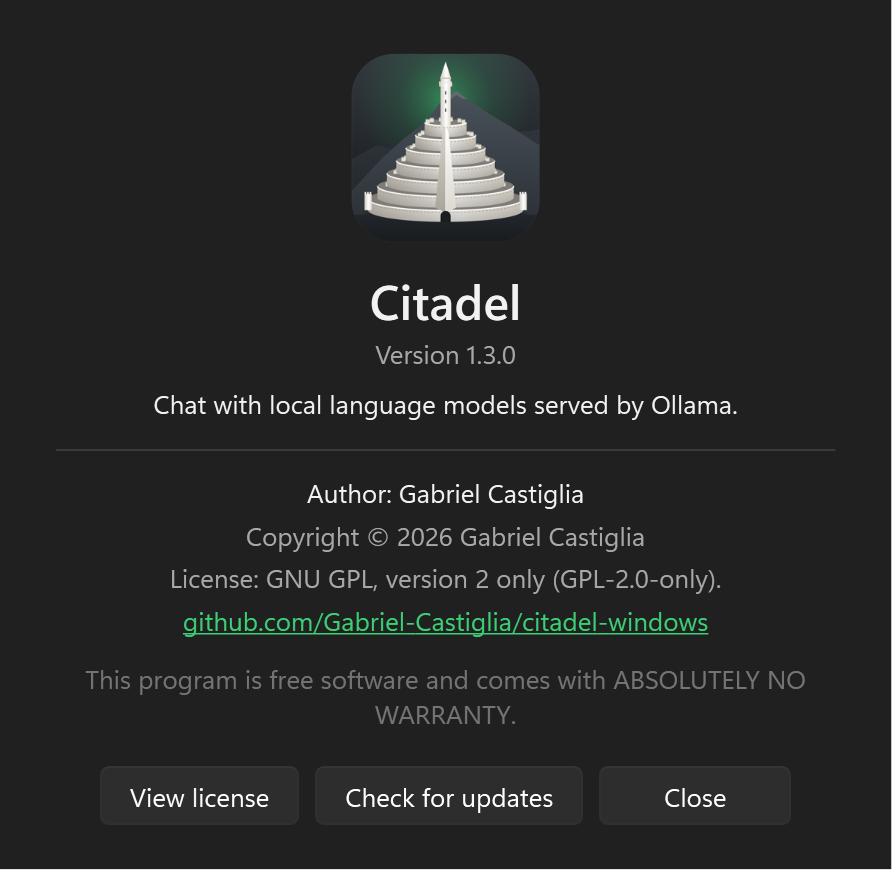 Citadel
Version 1.3.0
Chat with local language models served by Ollama.
Author: Gabriel Castiglia
Copyright © 2026 Gabriel Castiglia
License: GNU GPL, version 2 only (GPL-2.0-only).
github.com/Gabriel-Castiglia/citadel-windows
This program is free software and comes with ABSOLUTELY NO
WARRANTY.
View license
Check for updates
Close